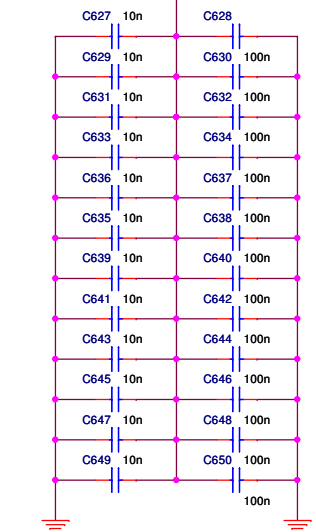 C627 10n C628
C629 10n C630 100n
C631 10n C632 100n
C633 10n C634 100n
C636 10n C637 100n
C635 10n C638 100n
C639 10n C640 100n
C641 10n C642 100n
C643 10n C644 100n
C645 10n C646 100n
C647 10n C648 100n
C649 10n C650 100n
100n